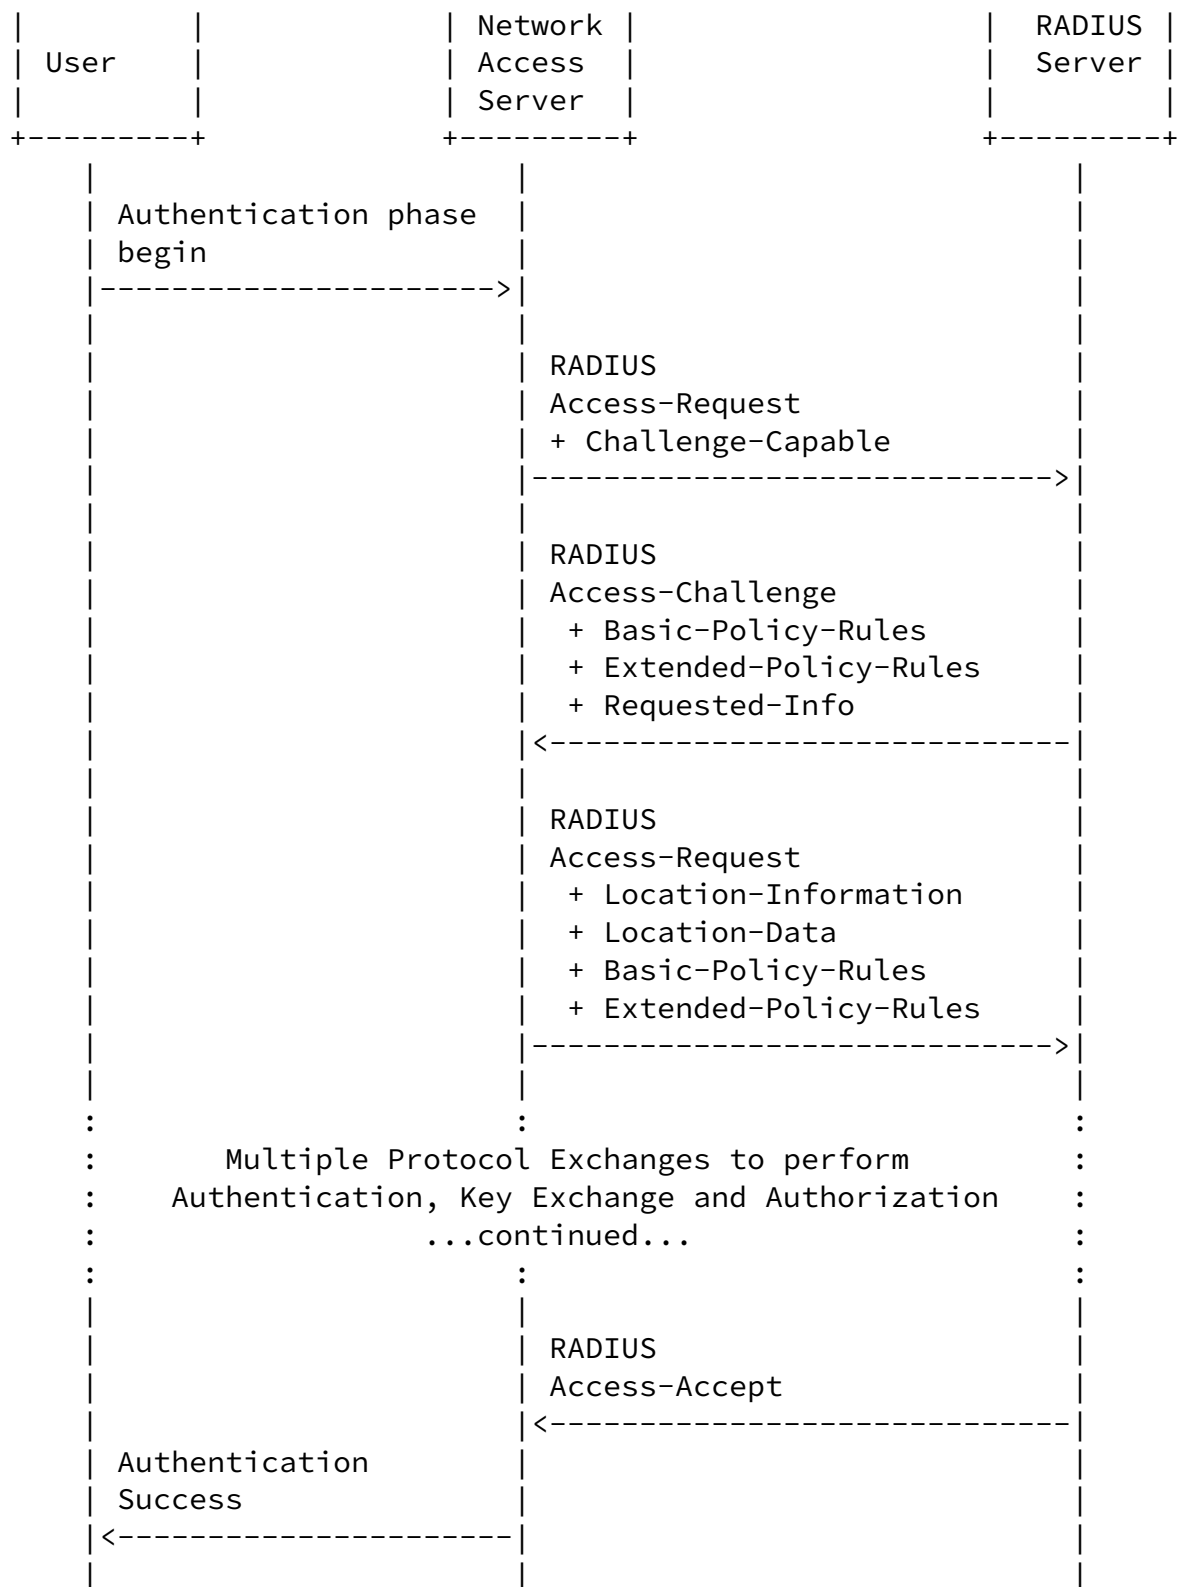 Network RADIUS
User Access Server
Server
Authentication phase
begin
RADIUS
Access-Request
+ Challenge-Capable
RADIUS
Access-Challenge
+ Basic-Policy-Rules
+ Extended-Policy-Rules
+ Requested-Info
RADIUS
Access-Request
+ Location-Information
+ Location-Data
+ Basic-Policy-Rules
+ Extended-Policy-Rules
Multiple Protocol Exchanges to perform
Authentication, Key Exchange and Authorization
...continued...
RADIUS
Access-Accept
Authentication
Success